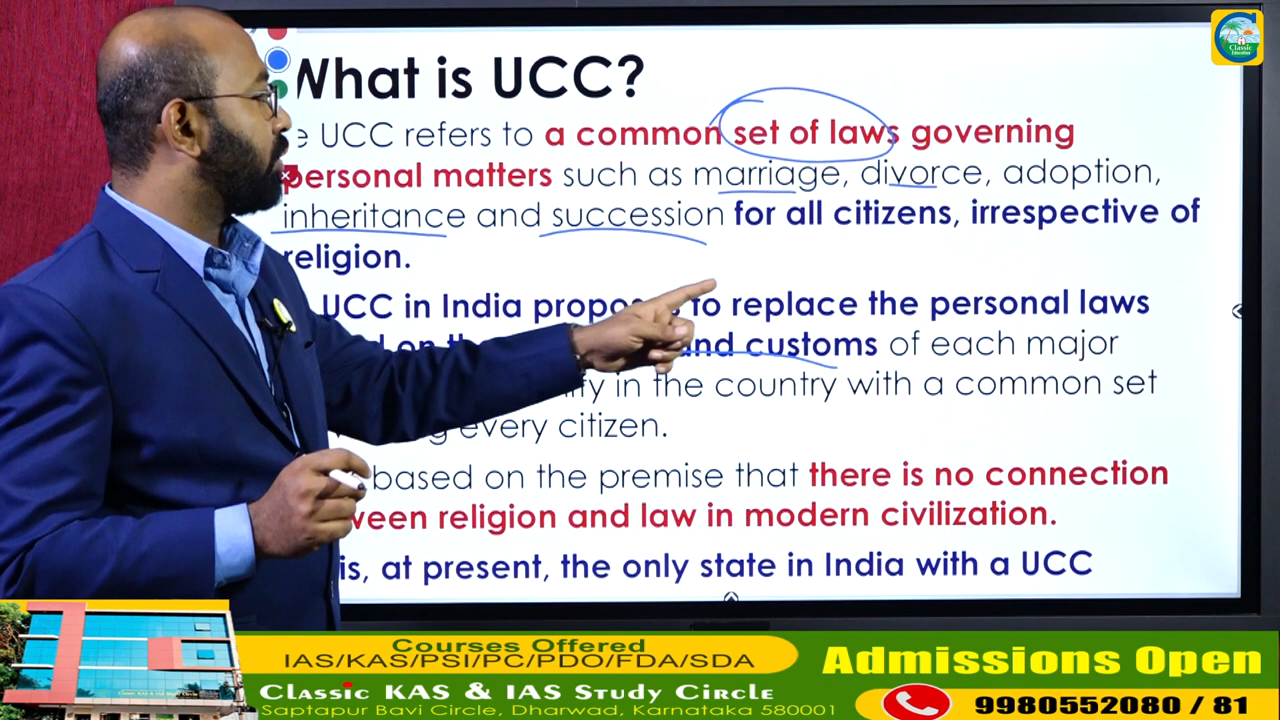 What is UCC?
UCC refers to a common set of laws governing
personal matters such as marriage, divorce, adoption,
inheritance and succession for all citizens, irrespective of
religion.
UCC in India to replace the personal laws
on and customs of each major
in the country with a common set
every citizen.
based on the premise that there is no connection
religion and law in modern civilization.
is, at present, the only state in India with a UCC
Classic
Education
Courses Offered
IAS/KAS/PSI/PC/PDO/FDA/SDA
Admissions Open
Classic KAS & IAS Study Circle
Saptapur Bavi Circle, Dharwad, Karnataka 580001
9980552080 / 81